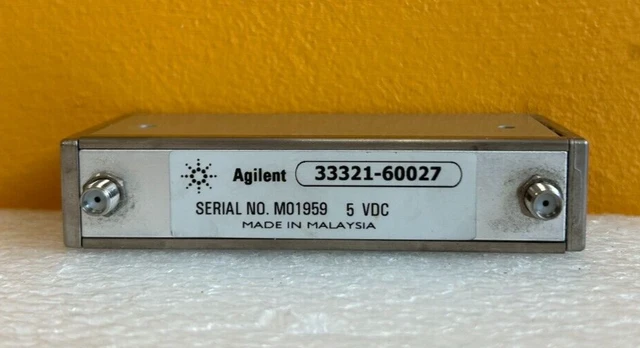 Agilent 33321-60027
SERIAL NO. M01959 5 VDC
MADE IN MALAYSIA